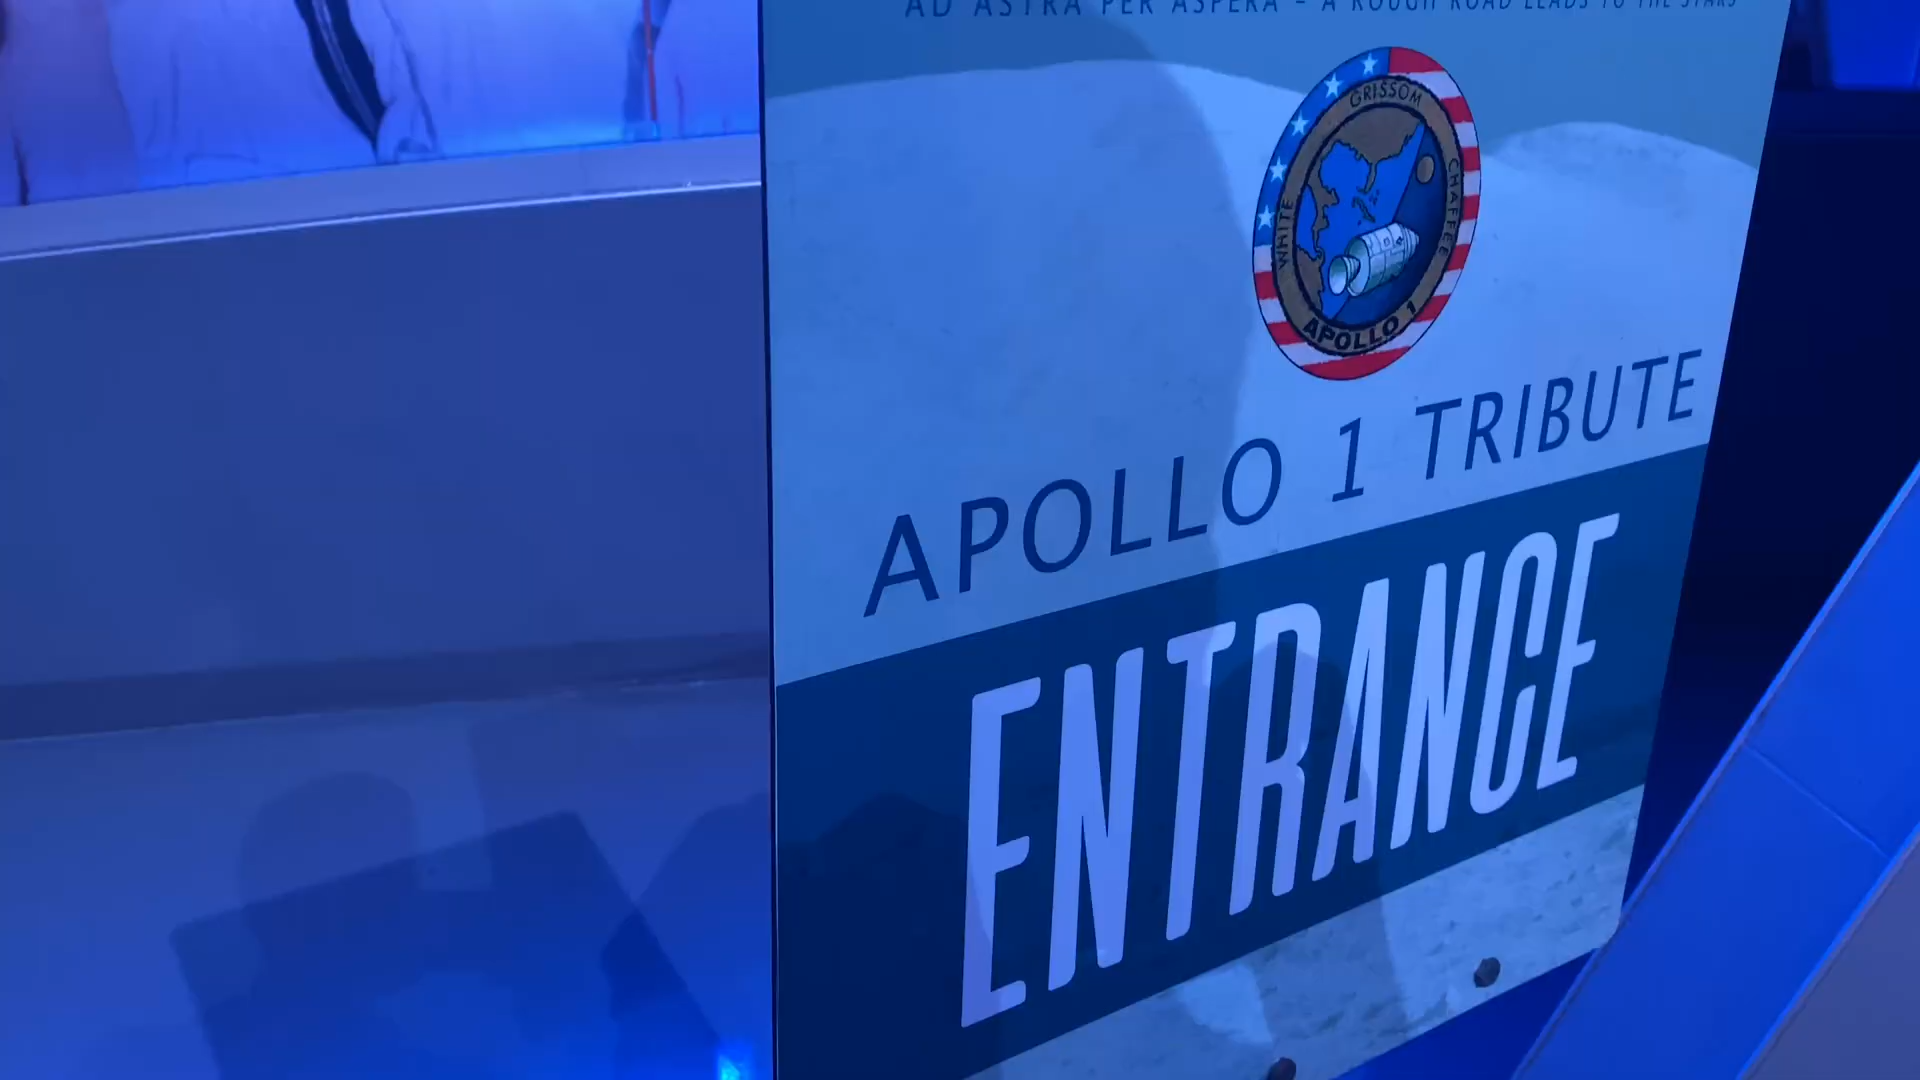 AD ASTRA PER ASPERA – A ROUGH ROAD LEADS TO THE STARS
GRISSOM
WHITE
CHAFFEE
APOLLO 1
APOLLO 1 TRIBUTE
ENTRANCE